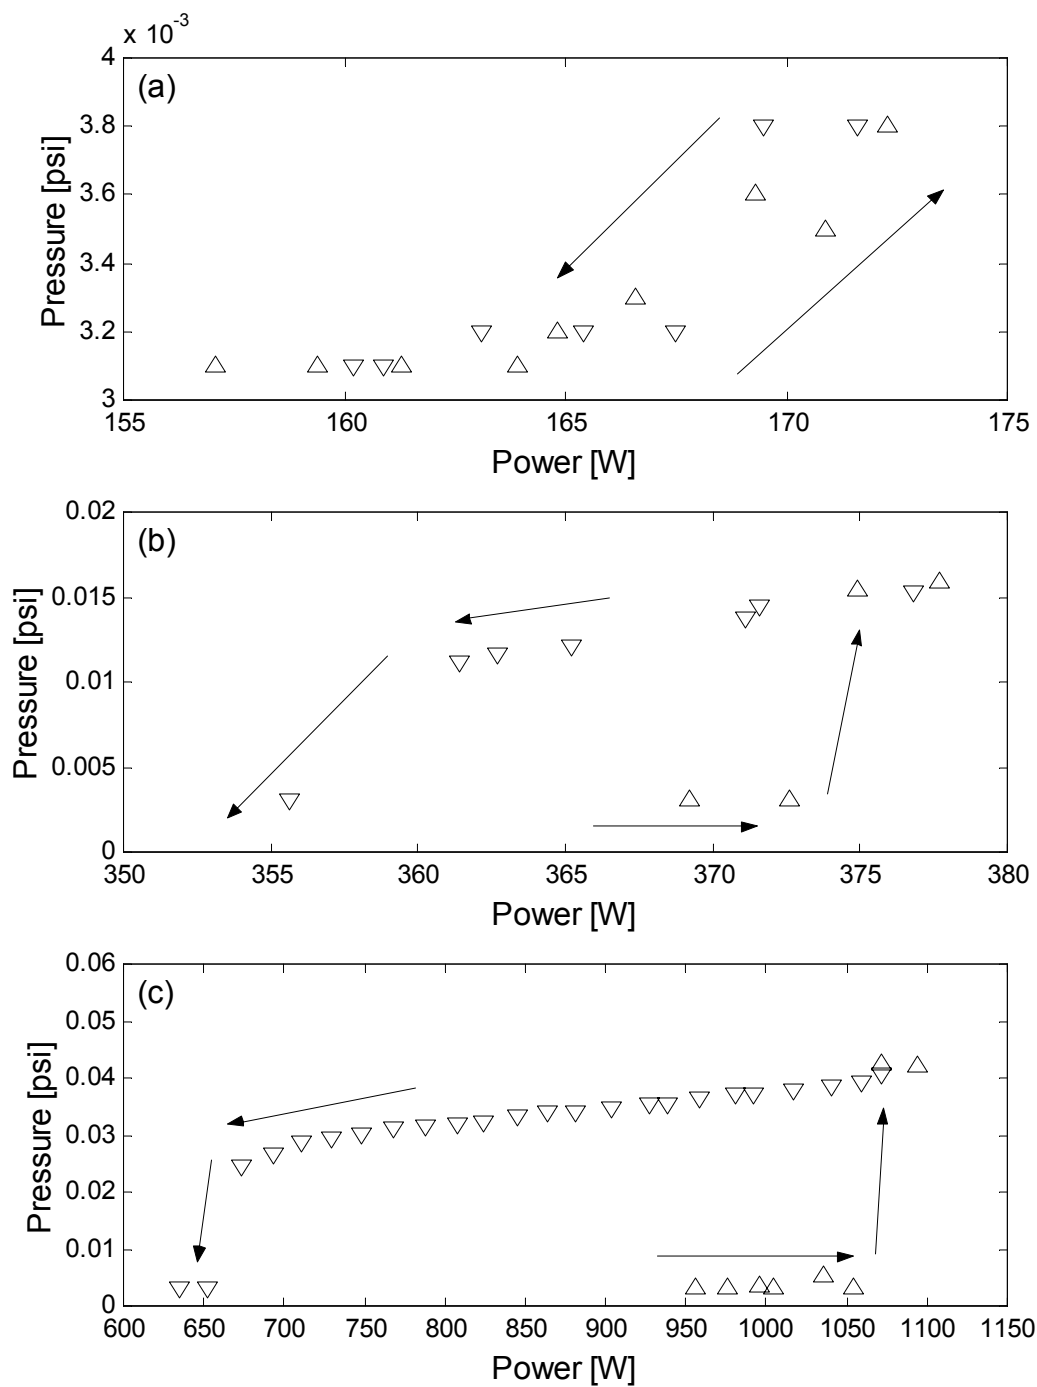 x 10-3
4
(a)
3.8
3.6
3.4
3.2
3
Pressure [psi]
155 160 165 170 175
Power [W]
0.02
(b)
0.015
0.01
0.005
0
Pressure [psi]
350 355 360 365 370 375 380
Power [W]
0.06
(c)
0.05
0.04
0.03
0.02
0.01
0
Pressure [psi]
600 650 700 750 800 850 900 950 1000 1050 1100 1150
Power [W]